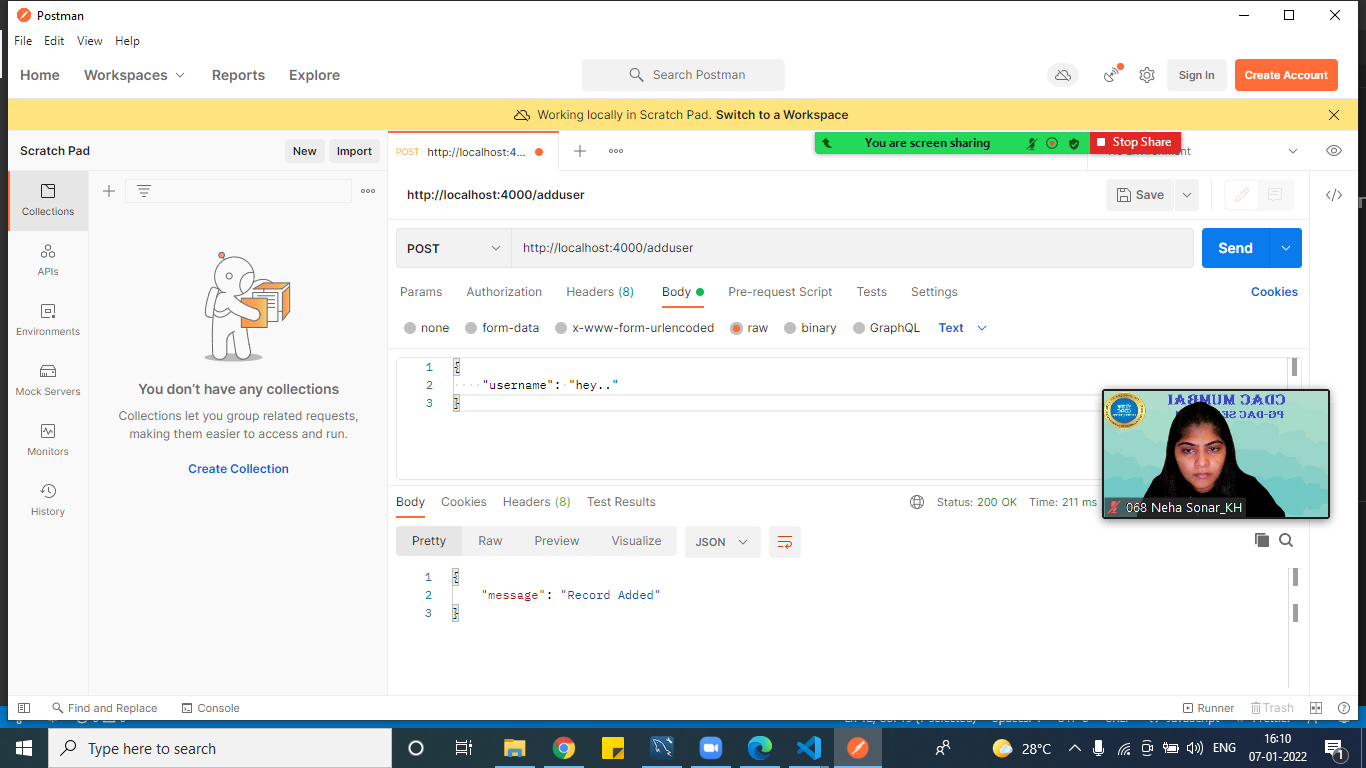 Postman
File Edit View Help
Home Workspaces Reports Explore Search Postman Sign In Create Account
Working locally in Scratch Pad. Switch to a Workspace
Scratch Pad New Import POST http://localhost:4... You are screen sharing Stop Share
http://localhost:4000/adduser Save
Collections
POST http://localhost:4000/adduser Send
APIs
Params Authorization Headers (8) Body Pre-request Script Tests Settings Cookies
Environments
none form-data x-www-form-urlencoded raw binary GraphQL Text
1 {
2 "username": "hey.."
3 }
Mock Servers
You don't have any collections
Collections let you group related requests,
making them easier to access and run.
Create Collection
CDAC MUMBAI
068 Neha Sonar_KH
Monitors
History
Body Cookies Headers (8) Test Results Status: 200 OK Time: 211 ms
Pretty Raw Preview Visualize JSON
1 {
2 "message": "Record Added"
3 }
Find and Replace Console Runner Trash
Type here to search 28°C ENG 16:10
07-01-2022
1